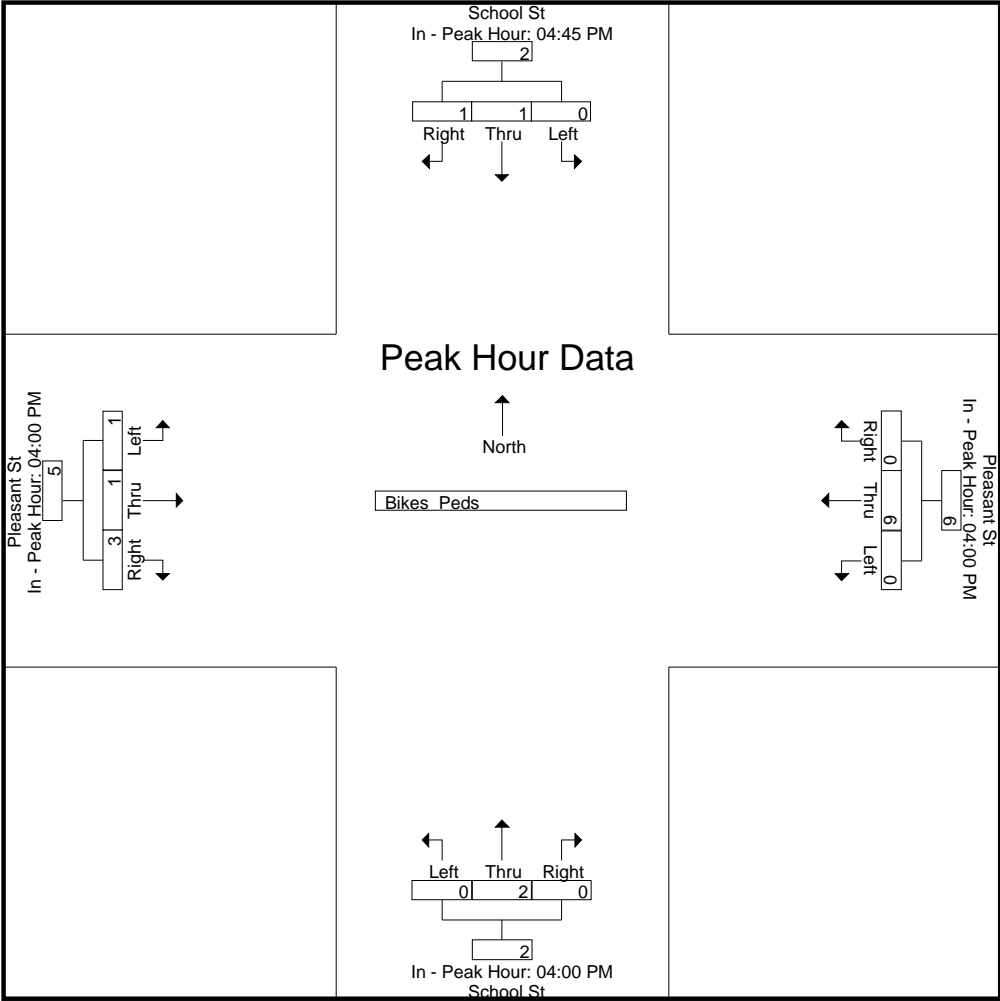 School St
In - Peak Hour: 04:45 PM
2
1 1 0
Right Thru Left
Peak Hour Data
North
Bikes Peds
Pleasant St
In - Peak Hour: 04:00 PM
5
1 1 3
Left Thru Right
Pleasant St
In - Peak Hour: 04:00 PM
6
0 6 0
Right Thru Left
Left Thru Right
0 2 0
2
In - Peak Hour: 04:00 PM
School St